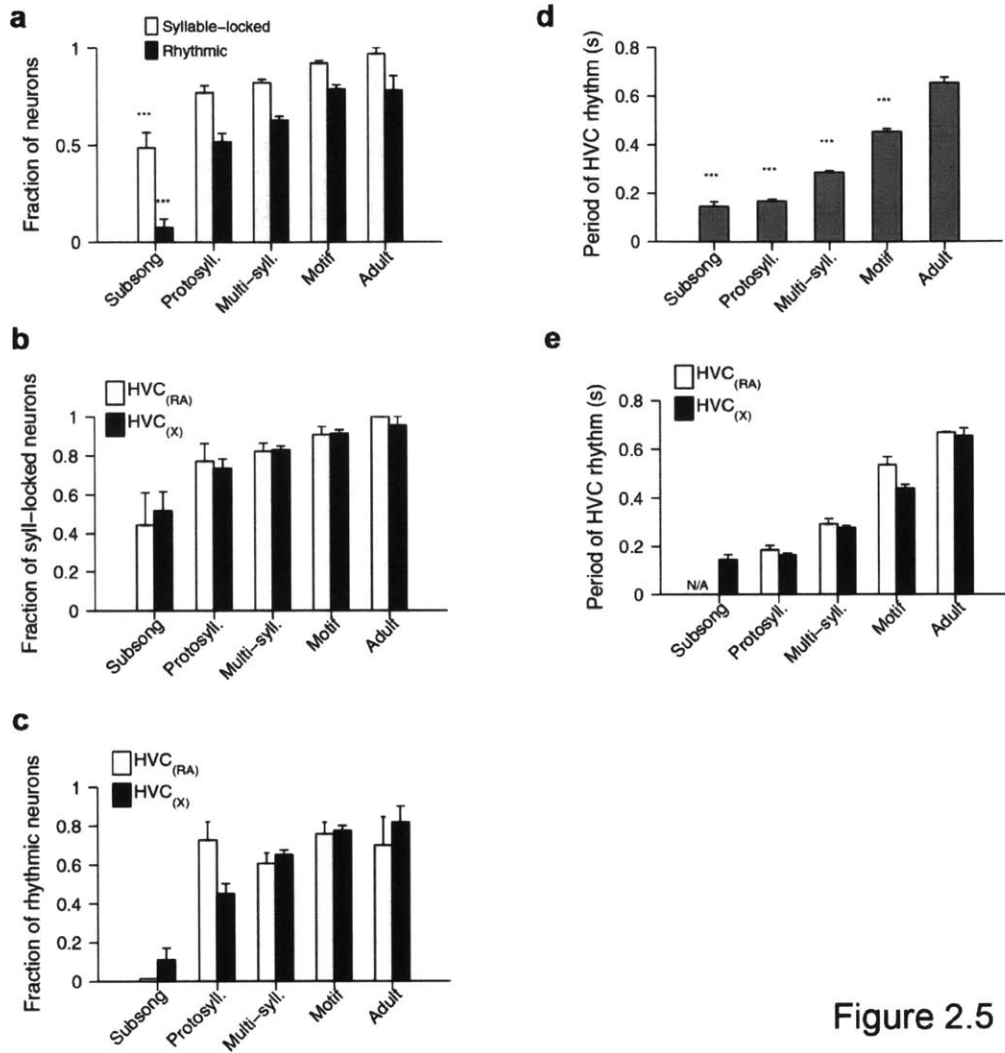 a
Syllable-locked
Rhythmic
Fraction of neurons
1
0.5
0
***
***
Subsong
Protosyll.
Multi-syll.
Motif
Adult
b
HVC(RA)
HVC(X)
Fraction of syll-locked neurons
1
0.8
0.6
0.4
0.2
0
Subsong
Protosyll.
Multi-syll.
Motif
Adult
c
HVC(RA)
HVC(X)
Fraction of rhythmic neurons
1
0.8
0.6
0.4
0.2
0
Subsong
Protosyll.
Multi-syll.
Motif
Adult
d
Period of HVC rhythm (s)
0.8
0.6
0.4
0.2
0
***
***
***
***
Subsong
Protosyll.
Multi-syll.
Motif
Adult
e
HVC(RA)
HVC(X)
Period of HVC rhythm (s)
0.8
0.6
0.4
0.2
0
N/A
Subsong
Protosyll.
Multi-syll.
Motif
Adult
Figure 2.5